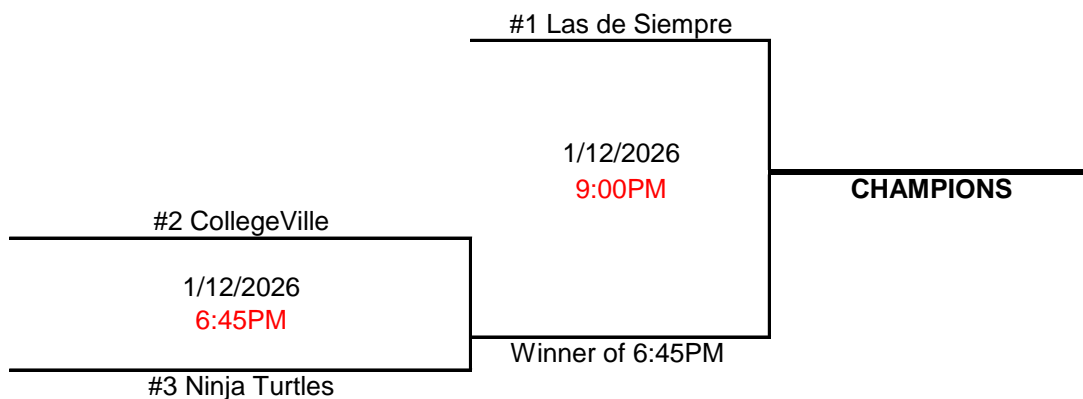 #1 Las de Siempre
1/12/2026
9:00PM
CHAMPIONS
#2 CollegeVille
1/12/2026
6:45PM
Winner of 6:45PM
#3 Ninja Turtles